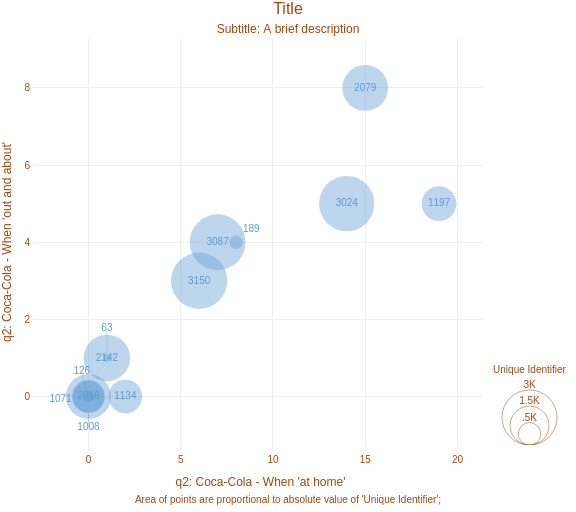 Title
Subtitle: A brief description
q2: Coca-Cola - When 'out and about'
8
6
4
2
0
2079
3024
1197
189
3087
3150
63
2142
126
2016
1134
1071
1008
0
5
10
15
20
Unique Identifier
3K
1.5K
.5K
q2: Coca-Cola - When 'at home'
Area of points are proportional to absolute value of 'Unique Identifier';